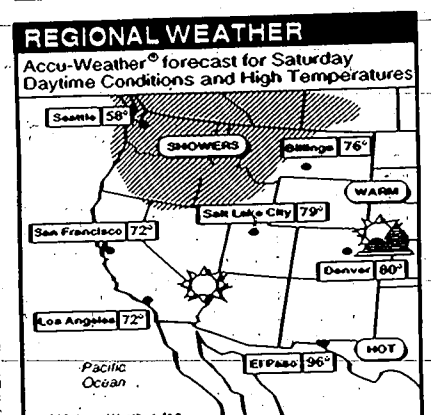 REGIONAL WEATHER
Accu-Weather® forecast for Saturday
Daytime Conditions and High Temperatures
Seattle 58°
SHOWERS
Billings 76°
WARM
Salt Lake City 79°
San Francisco 72°
Denver 80°
Los Angeles 72°
HOT
El Paso 96°
Pacific
Ocean